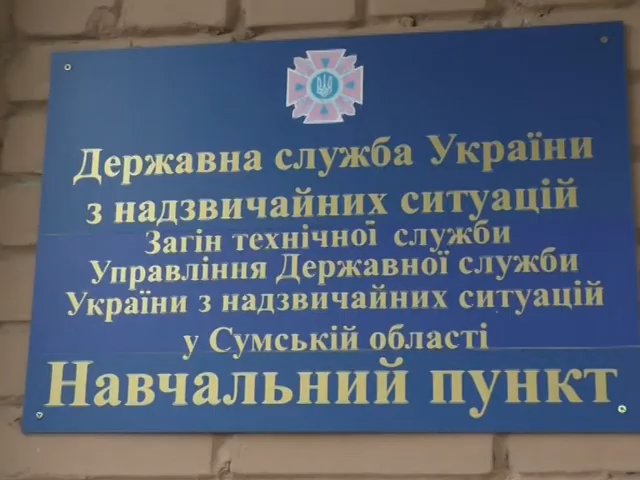 Державна служба України
з надзвичайних ситуацій
Загін технічної служби
Управління Державної служби
України з надзвичайних ситуацій
у Сумській області
Навчальний пункт